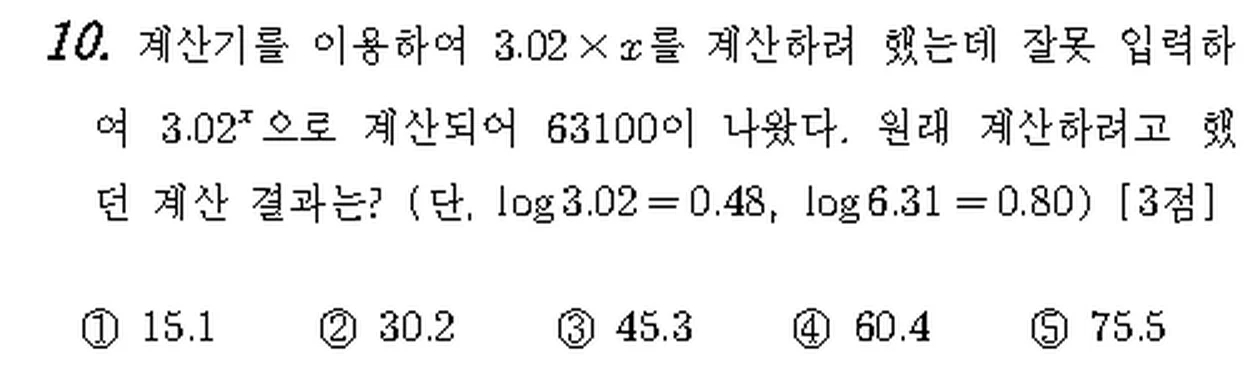 10. 계산기를 이용하여 3.02×x를 계산하려 했는데 잘못 입력하
여 3.02ˣ으로 계산되어 63100이 나왔다. 원래 계산하려고 했
던 계산 결과는? (단, log3.02=0.48, log6.31=0.80) [3점]
① 15.1 ② 30.2 ③ 45.3 ④ 60.4 ⑤ 75.5